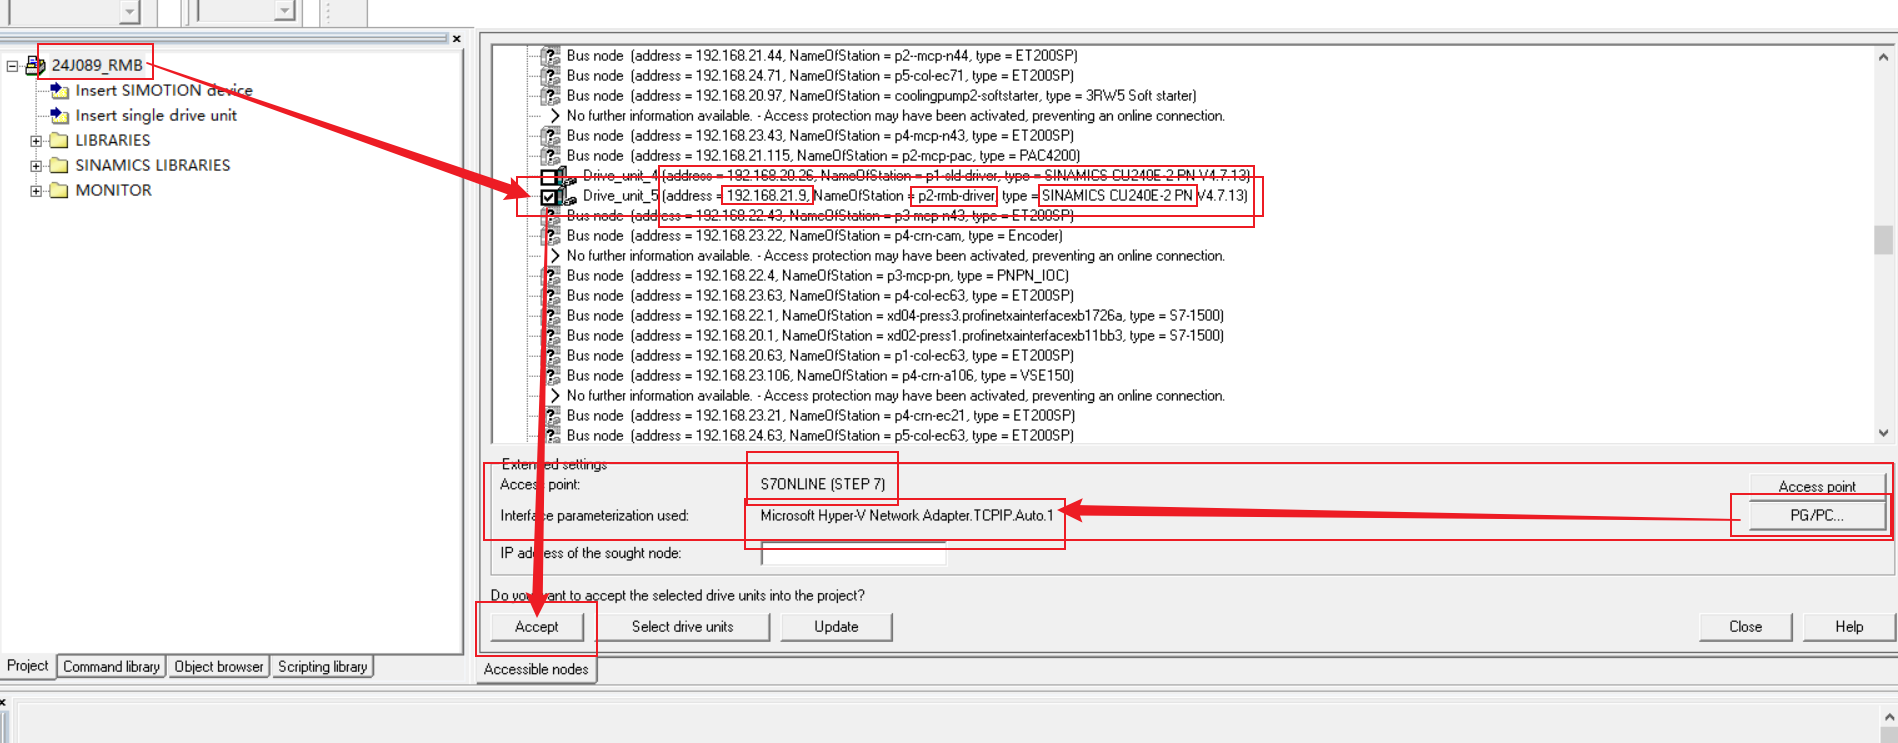 24J089_RMB
Insert SIMOTION device
Insert single drive unit
LIBRARIES
SINAMICS LIBRARIES
MONITOR
Project
Command library
Object browser
Scripting library
Bus node (address = 192.168.21.44, NameOfStation = p2--mcp-n44, type = ET200SP)
Bus node (address = 192.168.24.71, NameOfStation = p5-col-ec71, type = ET200SP)
Bus node (address = 192.168.20.97, NameOfStation = coolingpump2-softstarter, type = 3RW5 Soft starter)
No further information available. - Access protection may have been activated, preventing an online connection.
Bus node (address = 192.168.23.43, NameOfStation = p4-mcp-n43, type = ET200SP)
Bus node (address = 192.168.21.115, NameOfStation = p2-mcp-pac, type = PAC4200)
Drive_unit_4 (address = 192.168.20.26, NameOfStation = p1-sld-driver, type = SINAMICS CU240E-2 PN V4.7.13)
Drive_unit_5 (address = 192.168.21.9, NameOfStation = p2-rmb-driver, type = SINAMICS CU240E-2 PN V4.7.13)
Bus node (address = 192.168.22.43, NameOfStation = p3-mcp-n43, type = ET200SP)
Bus node (address = 192.168.23.22, NameOfStation = p4-crn-cam, type = Encoder)
No further information available. - Access protection may have been activated, preventing an online connection.
Bus node (address = 192.168.22.4, NameOfStation = p3-mcp-pn, type = PNPN_IOC)
Bus node (address = 192.168.23.63, NameOfStation = p4-col-ec63, type = ET200SP)
Bus node (address = 192.168.22.1, NameOfStation = xd04-press3.profinetxainterfacexb1726a, type = S7-1500)
Bus node (address = 192.168.20.1, NameOfStation = xd02-press1.profinetxainterfacexb11bb3, type = S7-1500)
Bus node (address = 192.168.20.63, NameOfStation = p1-col-ec63, type = ET200SP)
Bus node (address = 192.168.23.106, NameOfStation = p4-crn-a106, type = VSE150)
No further information available. - Access protection may have been activated, preventing an online connection.
Bus node (address = 192.168.23.21, NameOfStation = p4-crn-ec21, type = ET200SP)
Bus node (address = 192.168.24.63, NameOfStation = p5-col-ec63, type = ET200SP)
Extended settings
Access point: S7ONLINE (STEP 7) Access point
Interface parameterization used: Microsoft Hyper-V Network Adapter.TCPIP.Auto.1 PG/PC...
IP address of the sought node:
Do you want to accept the selected drive units into the project?
Accept Select drive units Update Close Help
Accessible nodes